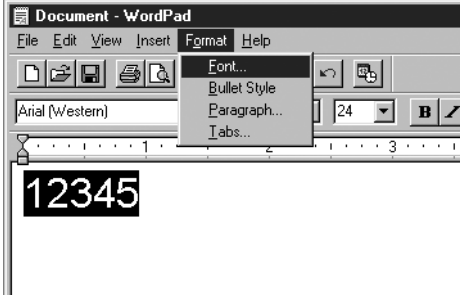 Document - WordPad
File Edit View Insert Format Help
Font...
Bullet Style
Arial (Western) Paragraph... 24 B I
Tabs...
1 2 3
12345